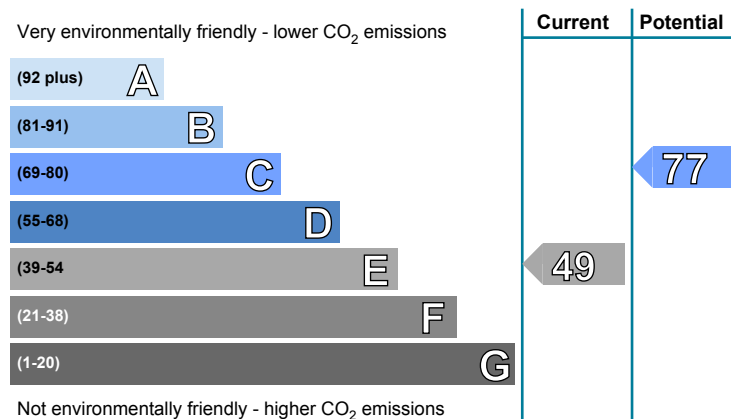 Very environmentally friendly - lower CO2 emissions
Current
Potential
(92 plus) A
(81-91) B
(69-80) C
77
(55-68) D
(39-54 E
49
(21-38) F
(1-20) G
Not environmentally friendly - higher CO2 emissions